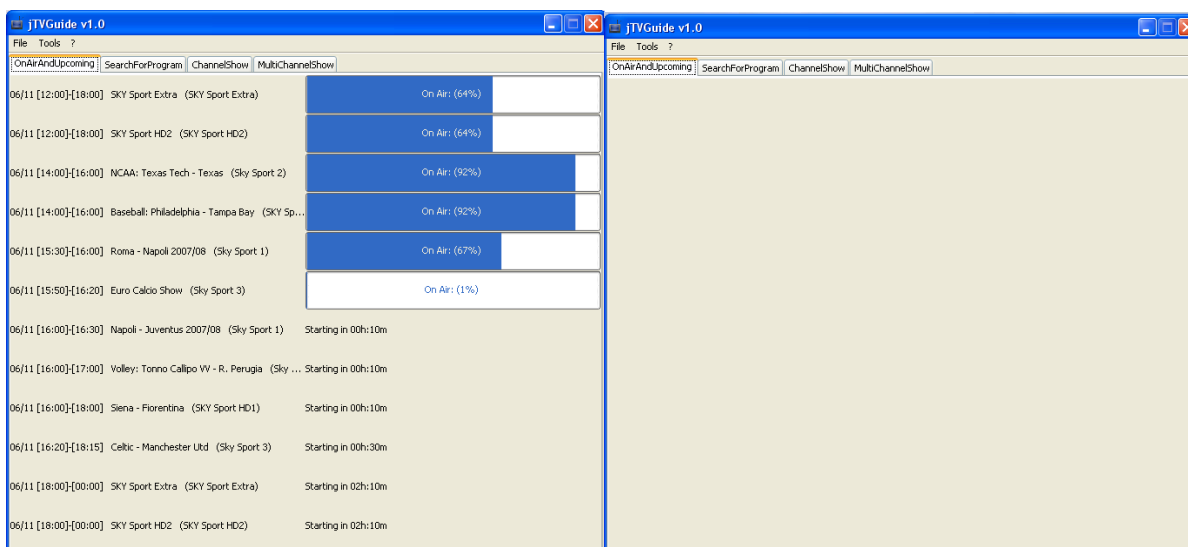 jTVGuide v1.0
File Tools ?
OnAirAndUpcoming SearchForProgram ChannelShow MultiChannelShow
06/11 [12:00]-[18:00] SKY Sport Extra (SKY Sport Extra) On Air: (64%)
06/11 [12:00]-[18:00] SKY Sport HD2 (SKY Sport HD2) On Air: (64%)
06/11 [14:00]-[16:00] NCAA: Texas Tech - Texas (Sky Sport 2) On Air: (92%)
06/11 [14:00]-[16:00] Baseball: Philadelphia - Tampa Bay (SKY Sp... On Air: (92%)
06/11 [15:30]-[16:00] Roma - Napoli 2007/08 (Sky Sport 1) On Air: (67%)
06/11 [15:50]-[16:20] Euro Calcio Show (Sky Sport 3) On Air: (1%)
06/11 [16:00]-[16:30] Napoli - Juventus 2007/08 (Sky Sport 1) Starting in 00h:10m
06/11 [16:00]-[17:00] Volley: Tonno Callipo VV - R. Perugia (Sky ... Starting in 00h:10m
06/11 [16:00]-[18:00] Siena - Fiorentina (SKY Sport HD1) Starting in 00h:10m
06/11 [16:20]-[18:15] Celtic - Manchester Utd (Sky Sport 3) Starting in 00h:30m
06/11 [18:00]-[00:00] SKY Sport Extra (SKY Sport Extra) Starting in 02h:10m
06/11 [18:00]-[00:00] SKY Sport HD2 (SKY Sport HD2) Starting in 02h:10m
jTVGuide v1.0
File Tools ?
OnAirAndUpcoming SearchForProgram ChannelShow MultiChannelShow